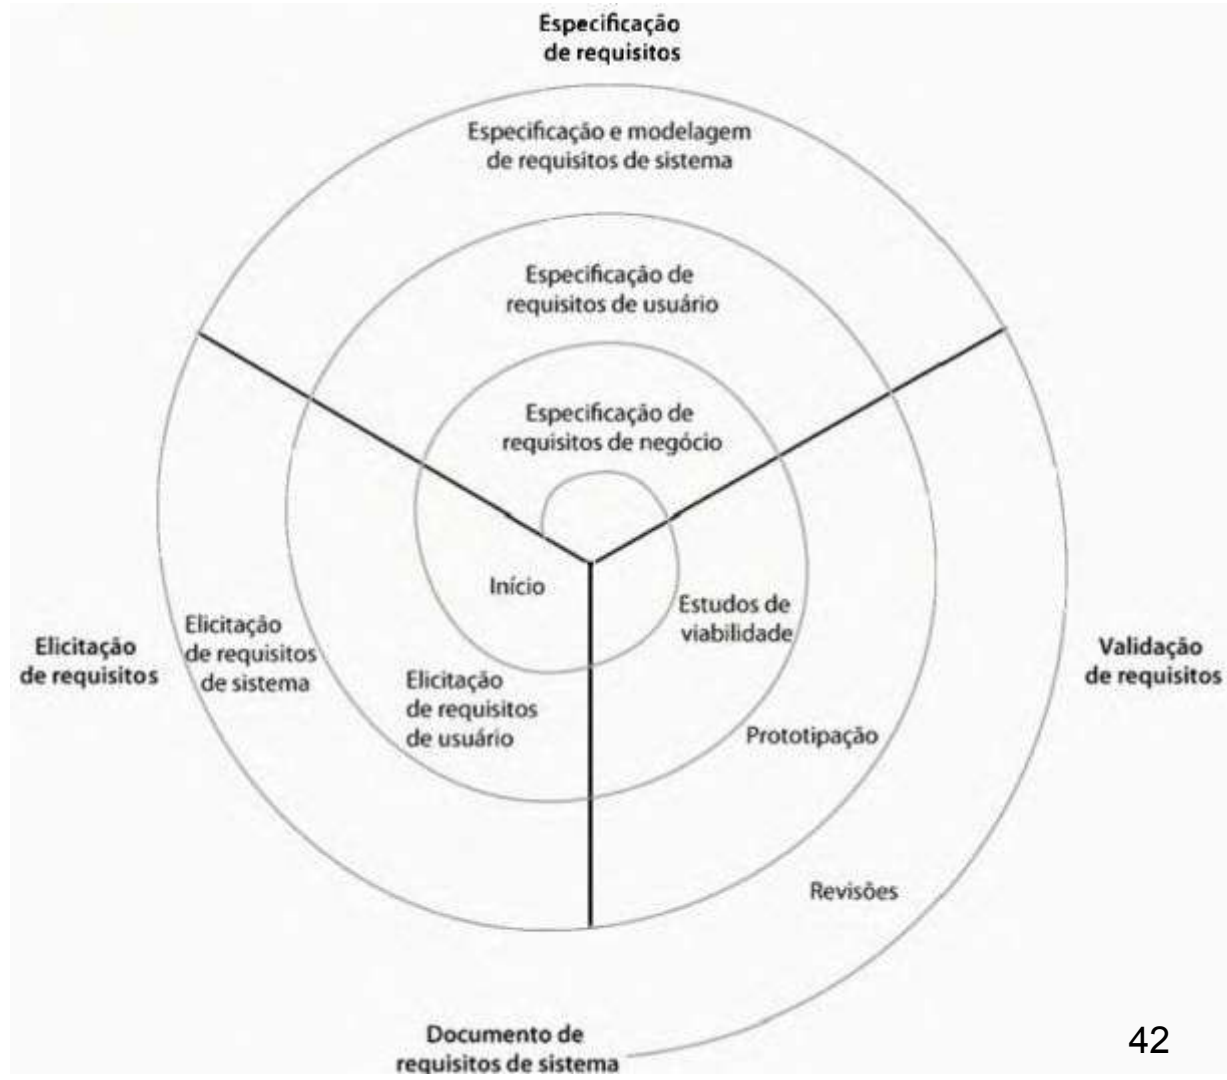 Especificação
de requisitos
Especificação e modelagem
de requisitos de sistema
Especificação de
requisitos de usuário
Especificação de
requisitos de negócio
Início
Estudos de
viabilidade
Elicitação
de requisitos
Elicitação
de requisitos
de sistema
Elicitação
de requisitos
de usuário
Validação
de requisitos
Prototipação
Revisões
Documento de
requisitos de sistema
42